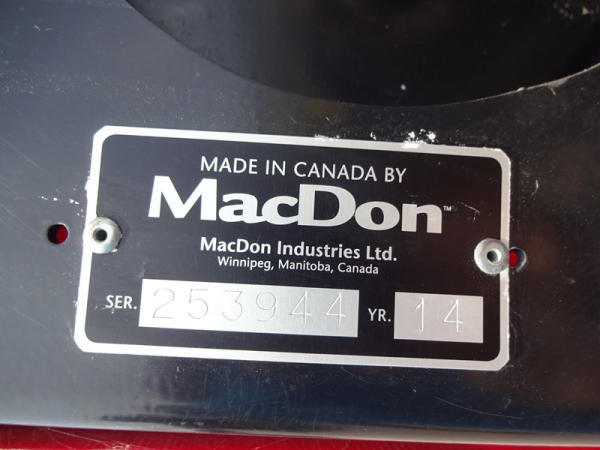 MADE IN CANADA BY
MacDon™
MacDon Industries Ltd.
Winnipeg, Manitoba, Canada
SER. 253944 YR. 14